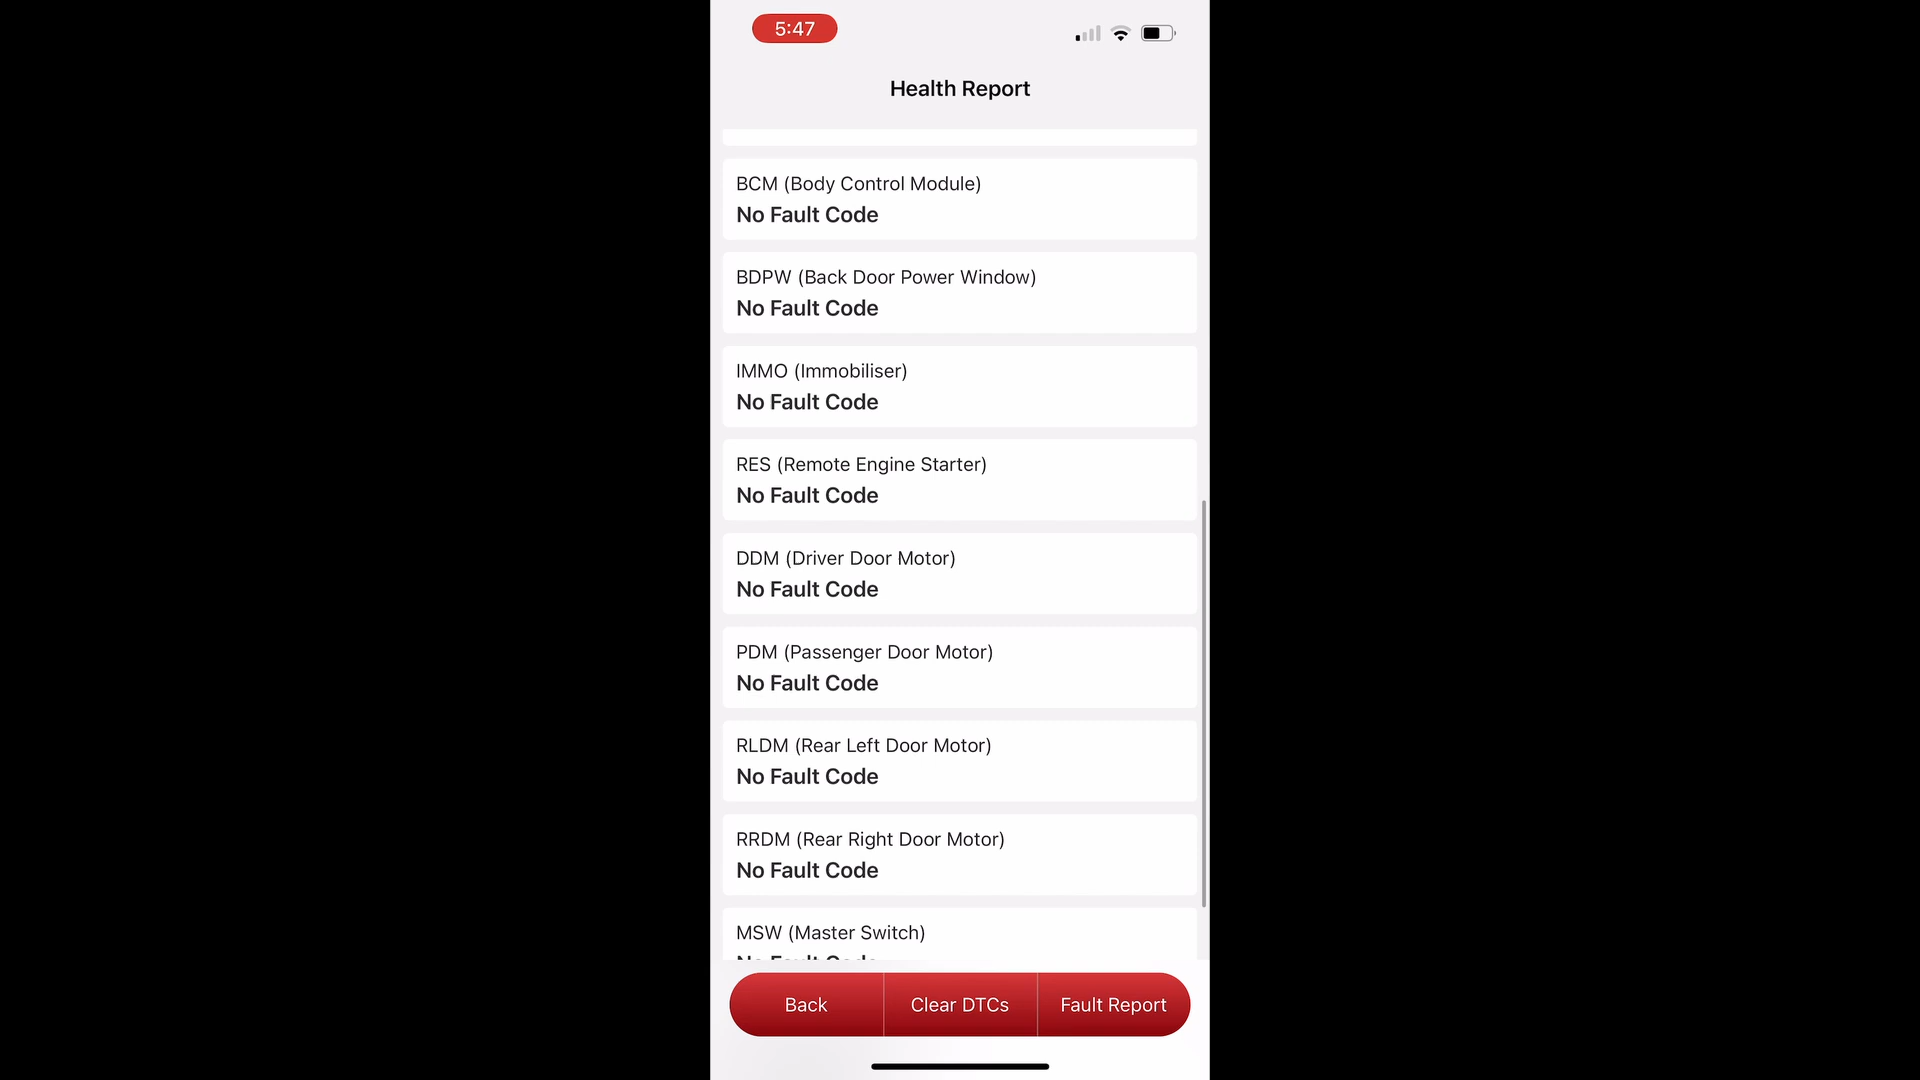 5:47
Health Report
BCM (Body Control Module)
No Fault Code
BDPW (Back Door Power Window)
No Fault Code
IMMO (Immobiliser)
No Fault Code
RES (Remote Engine Starter)
No Fault Code
DDM (Driver Door Motor)
No Fault Code
PDM (Passenger Door Motor)
No Fault Code
RLDM (Rear Left Door Motor)
No Fault Code
RRDM (Rear Right Door Motor)
No Fault Code
MSW (Master Switch)
No Fault Code
Back
Clear DTCs
Fault Report